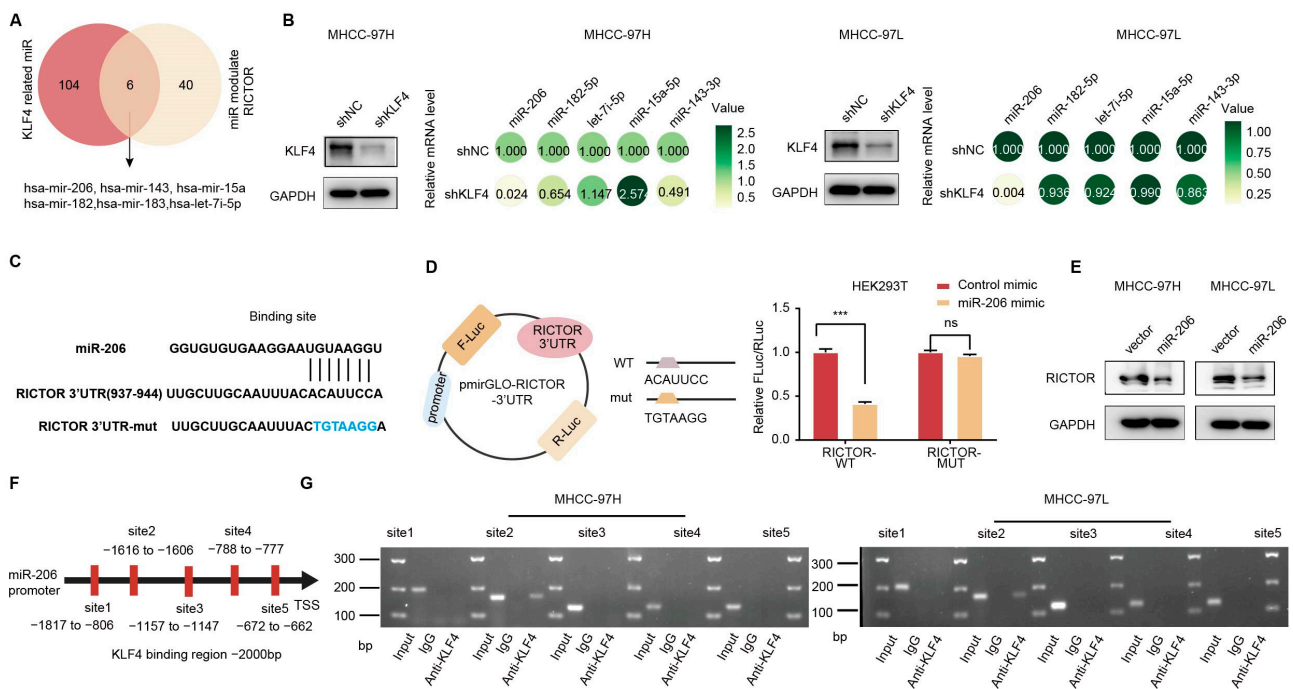 A
KLF4 related miR
104
6
40
miR modulate
RICTOR
hsa-mir-206, hsa-mir-143, hsa-mir-15a
hsa-mir-182,hsa-mir-183,hsa-let-7i-5p
B
MHCC-97H
shNC
shKLF4
KLF4
GAPDH
MHCC-97H
Relative mRNA level
miR-206
miR-182-5p
let-7i-5p
miR-15a-5p
miR-143-3p
shNC
1.000 1.000 1.000 1.000 1.000
shKLF4
0.024 0.654 1.147 2.574 0.491
Value
2.5
2.0
1.5
1.0
0.5
MHCC-97L
shNC
shKLF4
KLF4
GAPDH
MHCC-97L
Relative mRNA level
miR-206
miR-182-5p
let-7i-5p
miR-15a-5p
miR-143-3p
shNC
1.000 1.000 1.000 1.000 1.000
shKLF4
0.004 0.936 0.924 0.990 0.863
Value
1.00
0.75
0.50
0.25
C
Binding site
miR-206 GGUGUGUGAAGGAAUGUAAGGU
RICTOR 3'UTR(937-944) UUGCUUGCAAUUUACACAUUCCA
RICTOR 3'UTR-mut UUGCUUGCAAUUUACTGTAAGGA
D
F-Luc
RICTOR
3'UTR
promoter
pmirGLO-RICTOR
-3'UTR
R-Luc
WT
ACAUUCC
mut
TGTAAGG
HEK293T
Control mimic
miR-206 mimic
Relative FLuc/RLuc
1.5
1.0
0.5
0.0
***
ns
RICTOR-
WT
RICTOR-
MUT
E
MHCC-97H MHCC-97L
vector
miR-206
vector
miR-206
RICTOR
GAPDH
F
site2
−1616 to −1606
site4
−788 to −777
miR-206
promoter
TSS
site1
−1817 to −806
site3
−1157 to −1147
site5
−672 to −662
KLF4 binding region −2000bp
G
MHCC-97H
site1 site2 site3 site4 site5
300
200
100
bp
Input
IgG
Anti-KLF4
Input
IgG
Anti-KLF4
Input
IgG
Anti-KLF4
Input
IgG
Anti-KLF4
Input
IgG
Anti-KLF4
MHCC-97L
site1 site2 site3 site4 site5
300
200
100
bp
Input
IgG
Anti-KLF4
Input
IgG
Anti-KLF4
Input
IgG
Anti-KLF4
Input
IgG
Anti-KLF4
Input
IgG
Anti-KLF4